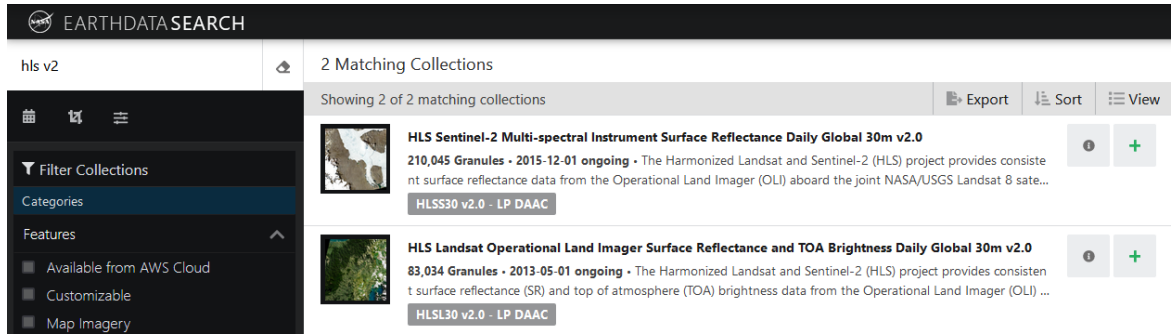 NASA
EARTHDATA SEARCH
hls v2
Filter Collections
Categories
Features
Available from AWS Cloud
Customizable
Map Imagery
2 Matching Collections
Showing 2 of 2 matching collections
Export
Sort
View
HLS Sentinel-2 Multi-spectral Instrument Surface Reflectance Daily Global 30m v2.0
210,045 Granules • 2015-12-01 ongoing • The Harmonized Landsat and Sentinel-2 (HLS) project provides consiste
nt surface reflectance data from the Operational Land Imager (OLI) aboard the joint NASA/USGS Landsat 8 sate...
HLSS30 v2.0 - LP DAAC
HLS Landsat Operational Land Imager Surface Reflectance and TOA Brightness Daily Global 30m v2.0
83,034 Granules • 2013-05-01 ongoing • The Harmonized Landsat and Sentinel-2 (HLS) project provides consisten
t surface reflectance (SR) and top of atmosphere (TOA) brightness data from the Operational Land Imager (OLI) ...
HLSL30 v2.0 - LP DAAC